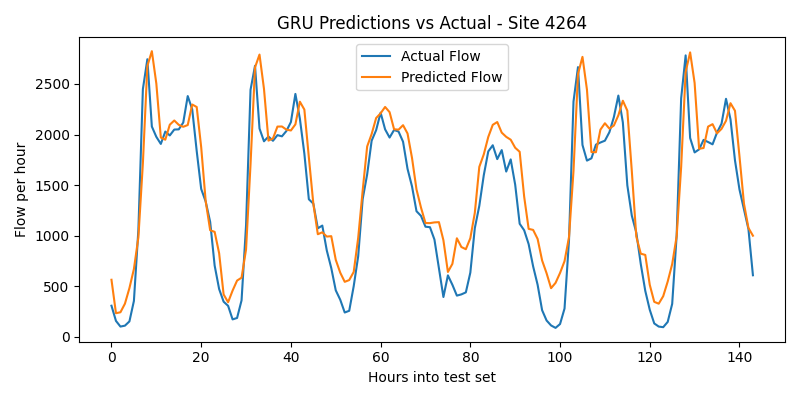 GRU Predictions vs Actual - Site 4264
Actual Flow
Predicted Flow
Flow per hour
2500
2000
1500
1000
500
0
0 20 40 60 80 100 120 140
Hours into test set